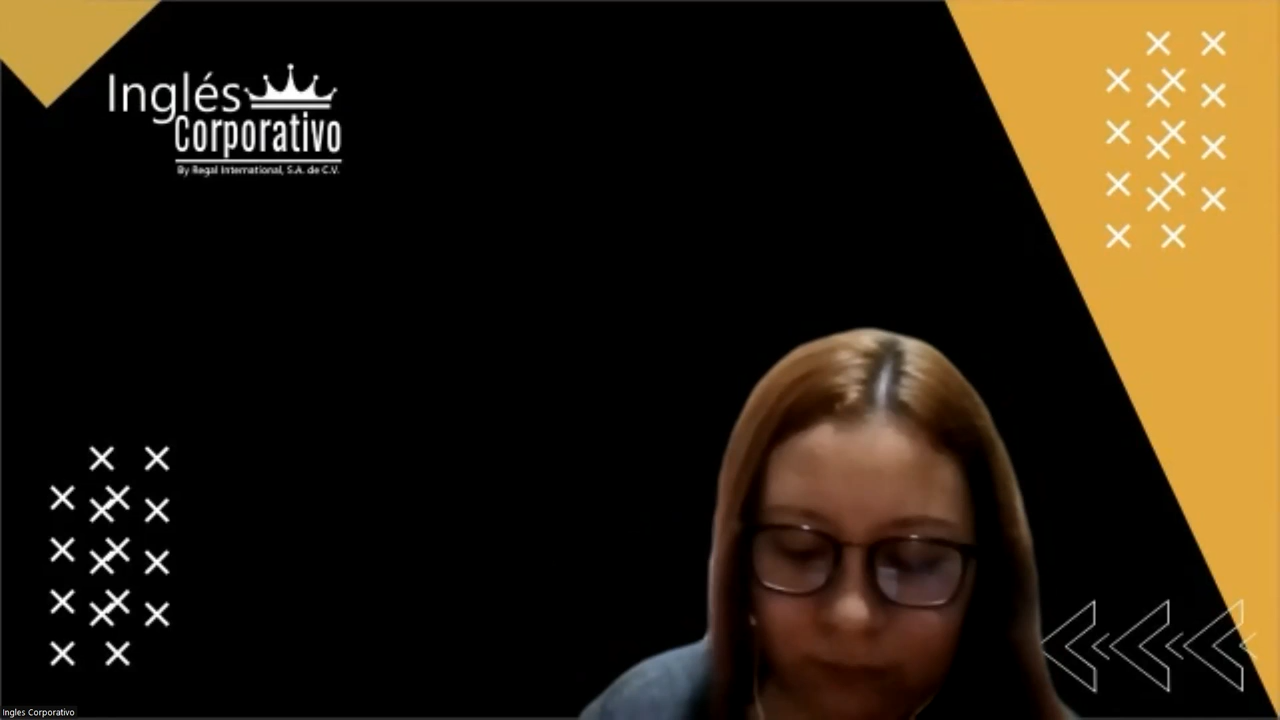 Inglés
Corporativo
By Regal International, S.A. de C.V.
Ingles Corporativo